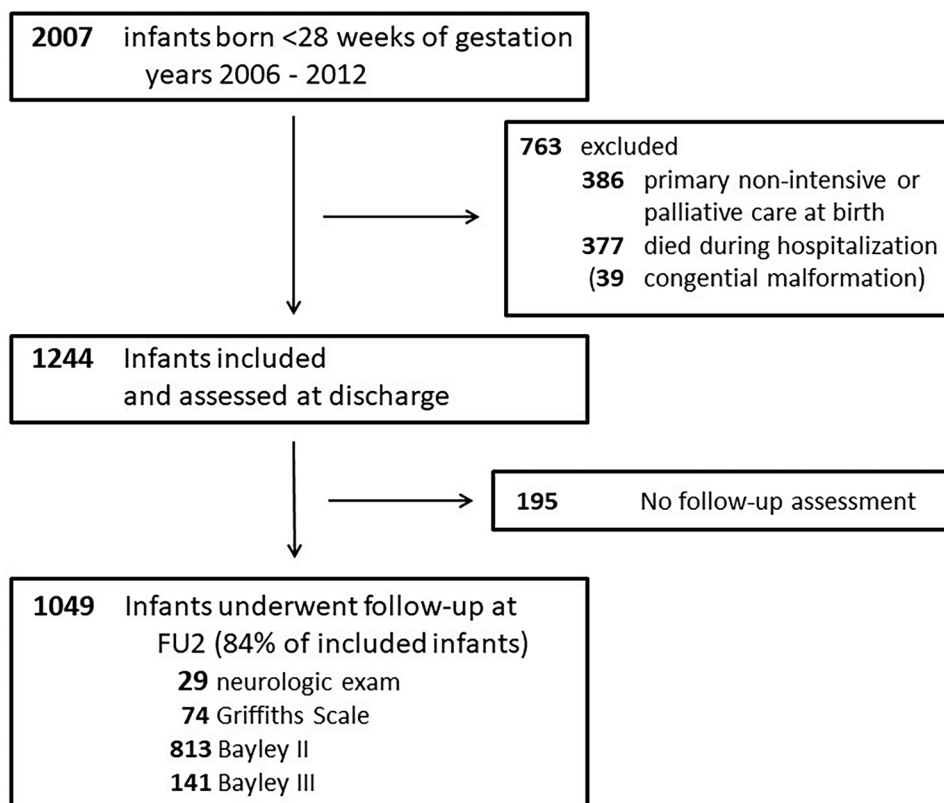 2007 infants born <28 weeks of gestation
years 2006 - 2012
763 excluded
386 primary non-intensive or
palliative care at birth
377 died during hospitalization
(39 congential malformation)
1244 Infants included
and assessed at discharge
195 No follow-up assessment
1049 Infants underwent follow-up at
FU2 (84% of included infants)
29 neurologic exam
74 Griffiths Scale
813 Bayley II
141 Bayley III